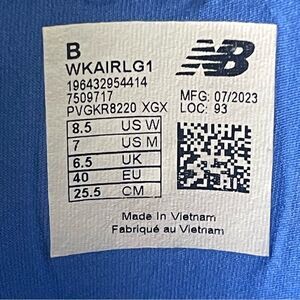 B
WKAIRLG1
196432954414
7509717
PVGKR8220 XGX
NB
MFG: 07/2023
LOC: 93
8.5 US W
7 US M
6.5 UK
40 EU
25.5 CM
Made In Vietnam
Fabriqué au Vietnam